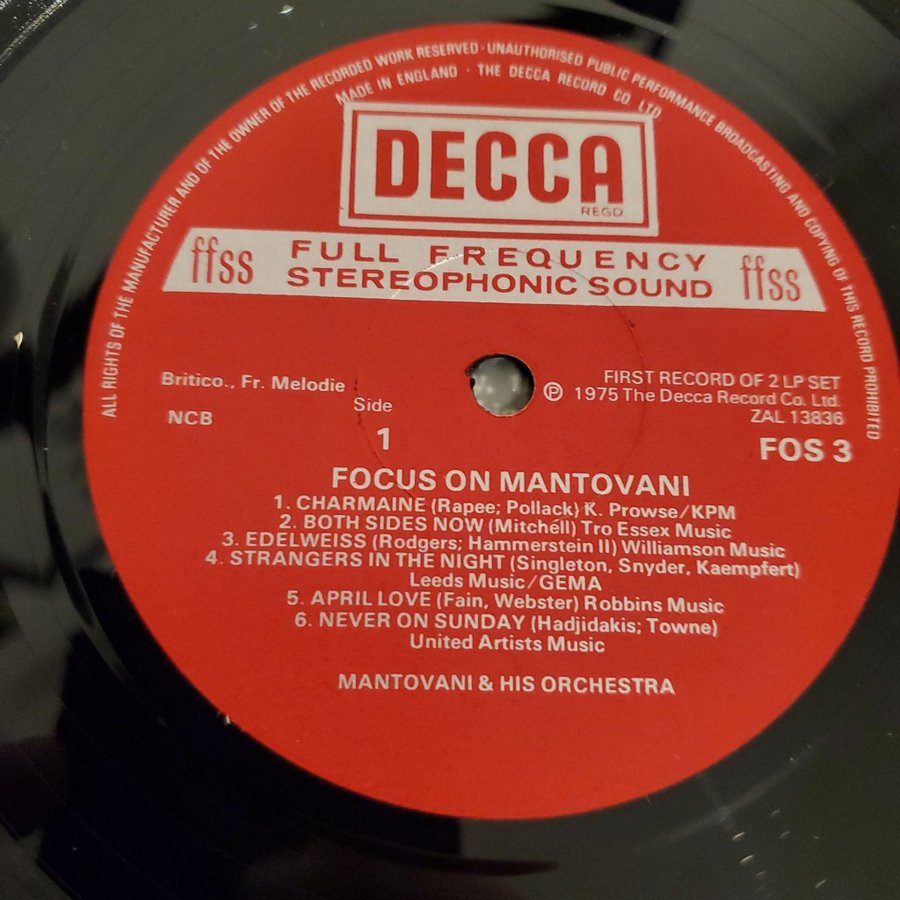 ALL RIGHTS OF THE MANUFACTURER AND OF THE OWNER OF THE RECORDED WORK RESERVED · UNAUTHORISED PUBLIC PERFORMANCE BROADCASTING AND COPYING OF THIS RECORD PROHIBITED
MADE IN ENGLAND · THE DECCA RECORD CO. LTD.
DECCA
REGD.
ffss FULL FREQUENCY ffss
STEREOPHONIC SOUND
Britico., Fr. Melodie
NCB
Side
1
FIRST RECORD OF 2 LP SET
℗ 1975 The Decca Record Co. Ltd.
ZAL 13836
FOS 3
FOCUS ON MANTOVANI
1. CHARMAINE (Rapee; Pollack) K. Prowse/KPM
2. BOTH SIDES NOW (Mitchell) Tro Essex Music
3. EDELWEISS (Rodgers; Hammerstein II) Williamson Music
4. STRANGERS IN THE NIGHT (Singleton, Snyder, Kaempfert)
Leeds Music/GEMA
5. APRIL LOVE (Fain, Webster) Robbins Music
6. NEVER ON SUNDAY (Hadjidakis; Towne)
United Artists Music
MANTOVANI & HIS ORCHESTRA